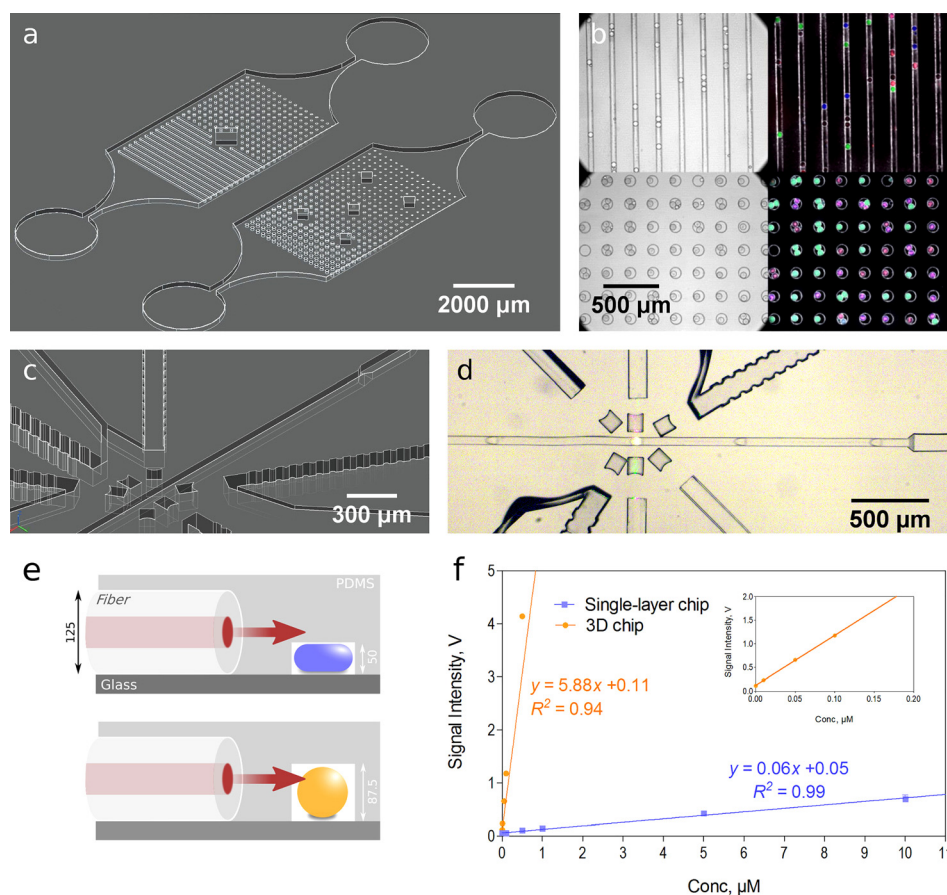 a
2000 µm
b
500 µm
c
300 µm
d
500 µm
e
PDMS
Fiber
125
50
Glass
87.5
f
5
4
3
2
1
0
Signal Intensity, V
Single-layer chip
3D chip
y = 5.88x +0.11
R² = 0.94
y = 0.06x +0.05
R² = 0.99
2.0
1.5
1.0
0.5
0.0
Signal Intensity, V
0.00 0.05 0.10 0.15 0.20
Conc, µM
0 1 2 3 4 5 6 7 8 9 10 11
Conc, µM